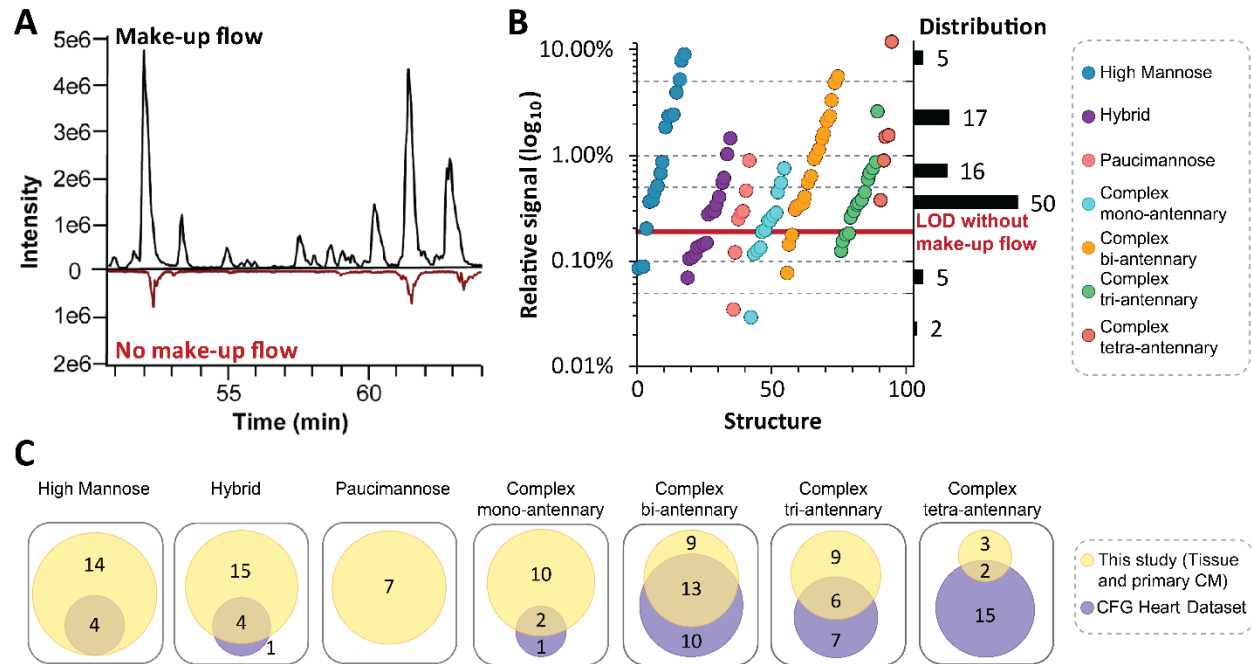 A
Make-up flow
5e6
4e6
3e6
2e6
1e6
0
1e6
2e6
Intensity
No make-up flow
55
60
Time (min)
B
Distribution
10.00%
1.00%
0.10%
0.01%
Relative signal (log₁₀)
5
17
16
50
LOD without
make-up flow
5
2
0
50
100
Structure
High Mannose
Hybrid
Paucimannose
Complex
mono-antennary
Complex
bi-antennary
Complex
tri-antennary
Complex
tetra-antennary
C
High Mannose
14
4
Hybrid
15
4
1
Paucimannose
7
Complex
mono-antennary
10
2
1
Complex
bi-antennary
9
13
10
Complex
tri-antennary
9
6
7
Complex
tetra-antennary
3
2
15
This study (Tissue
and primary CM)
CFG Heart Dataset